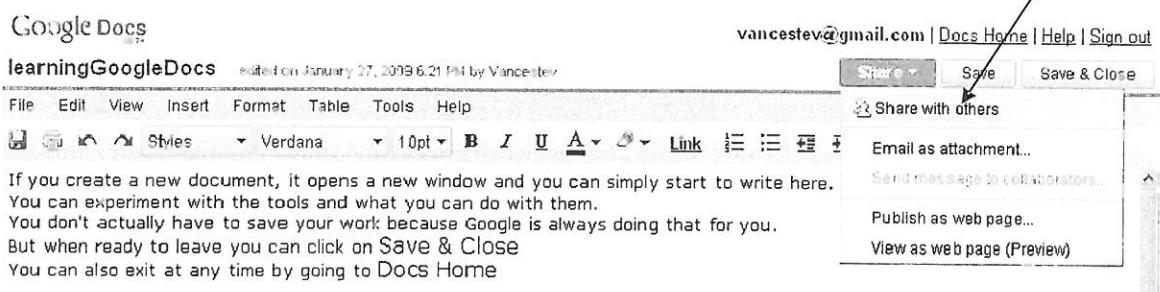 Google Docs
vancestev@gmail.com | Docs Home | Help | Sign out
learningGoogleDocs edited on January 27, 2009 6:21 PM by Vancestev
Share Save Save & Close
File Edit View Insert Format Table Tools Help
Share with others
Styles Verdana 10pt B I U A Link
Email as attachment...
If you create a new document, it opens a new window and you can simply start to write here.
Send message to collaborators...
You can experiment with the tools and what you can do with them.
You don't actually have to save your work because Google is always doing that for you.
Publish as web page...
But when ready to leave you can click on Save & Close
View as web page (Preview)
You can also exit at any time by going to Docs Home